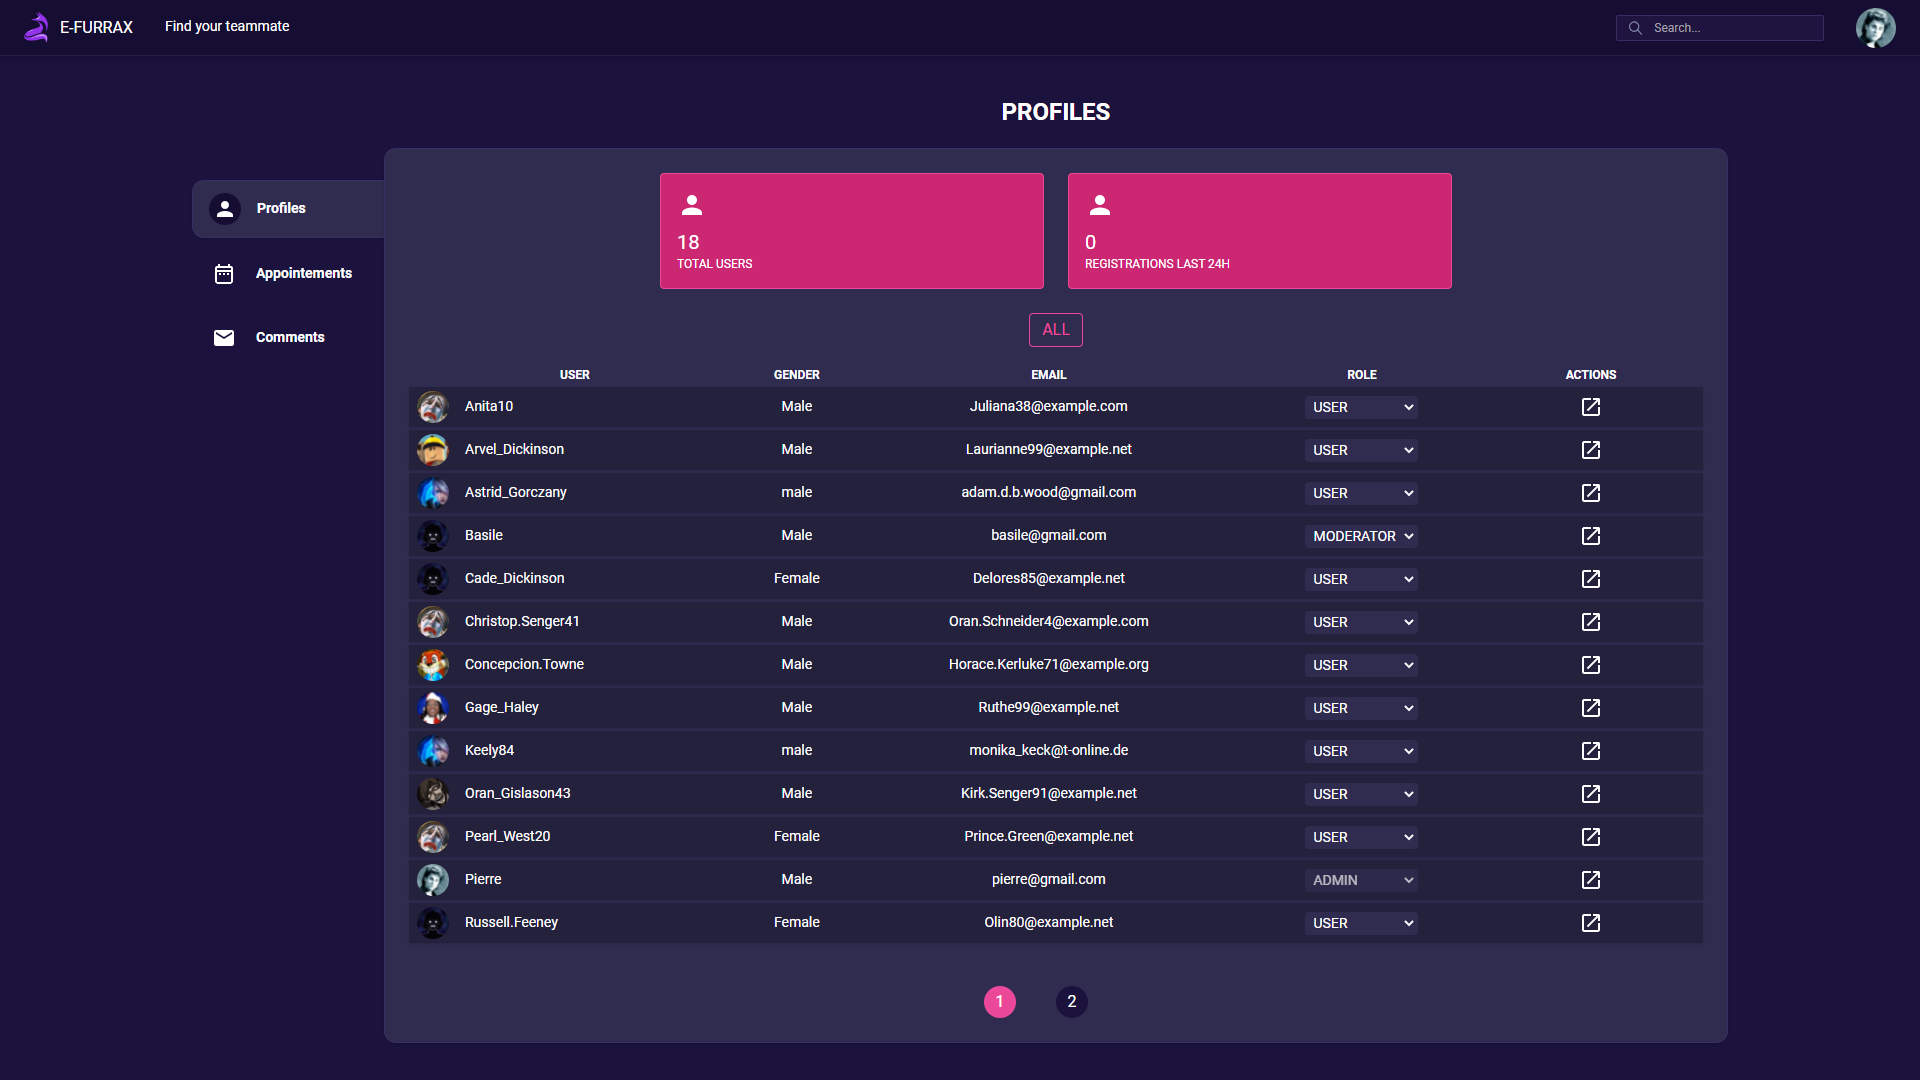 E-FURRAX
Find your teammate
Search...
PROFILES
Profiles
Appointements
Comments
18
TOTAL USERS
0
REGISTRATIONS LAST 24H
ALL
USER GENDER EMAIL ROLE ACTIONS
Anita10 Male Juliana38@example.com USER
Arvel_Dickinson Male Laurianne99@example.net USER
Astrid_Gorczany male adam.d.b.wood@gmail.com USER
Basile Male basile@gmail.com MODERATOR
Cade_Dickinson Female Delores85@example.net USER
Christop.Senger41 Male Oran.Schneider4@example.com USER
Concepcion.Towne Male Horace.Kerluke71@example.org USER
Gage_Haley Male Ruthe99@example.net USER
Keely84 male monika_keck@t-online.de USER
Oran_Gislason43 Male Kirk.Senger91@example.net USER
Pearl_West20 Female Prince.Green@example.net USER
Pierre Male pierre@gmail.com ADMIN
Russell.Feeney Female Olin80@example.net USER
1 2